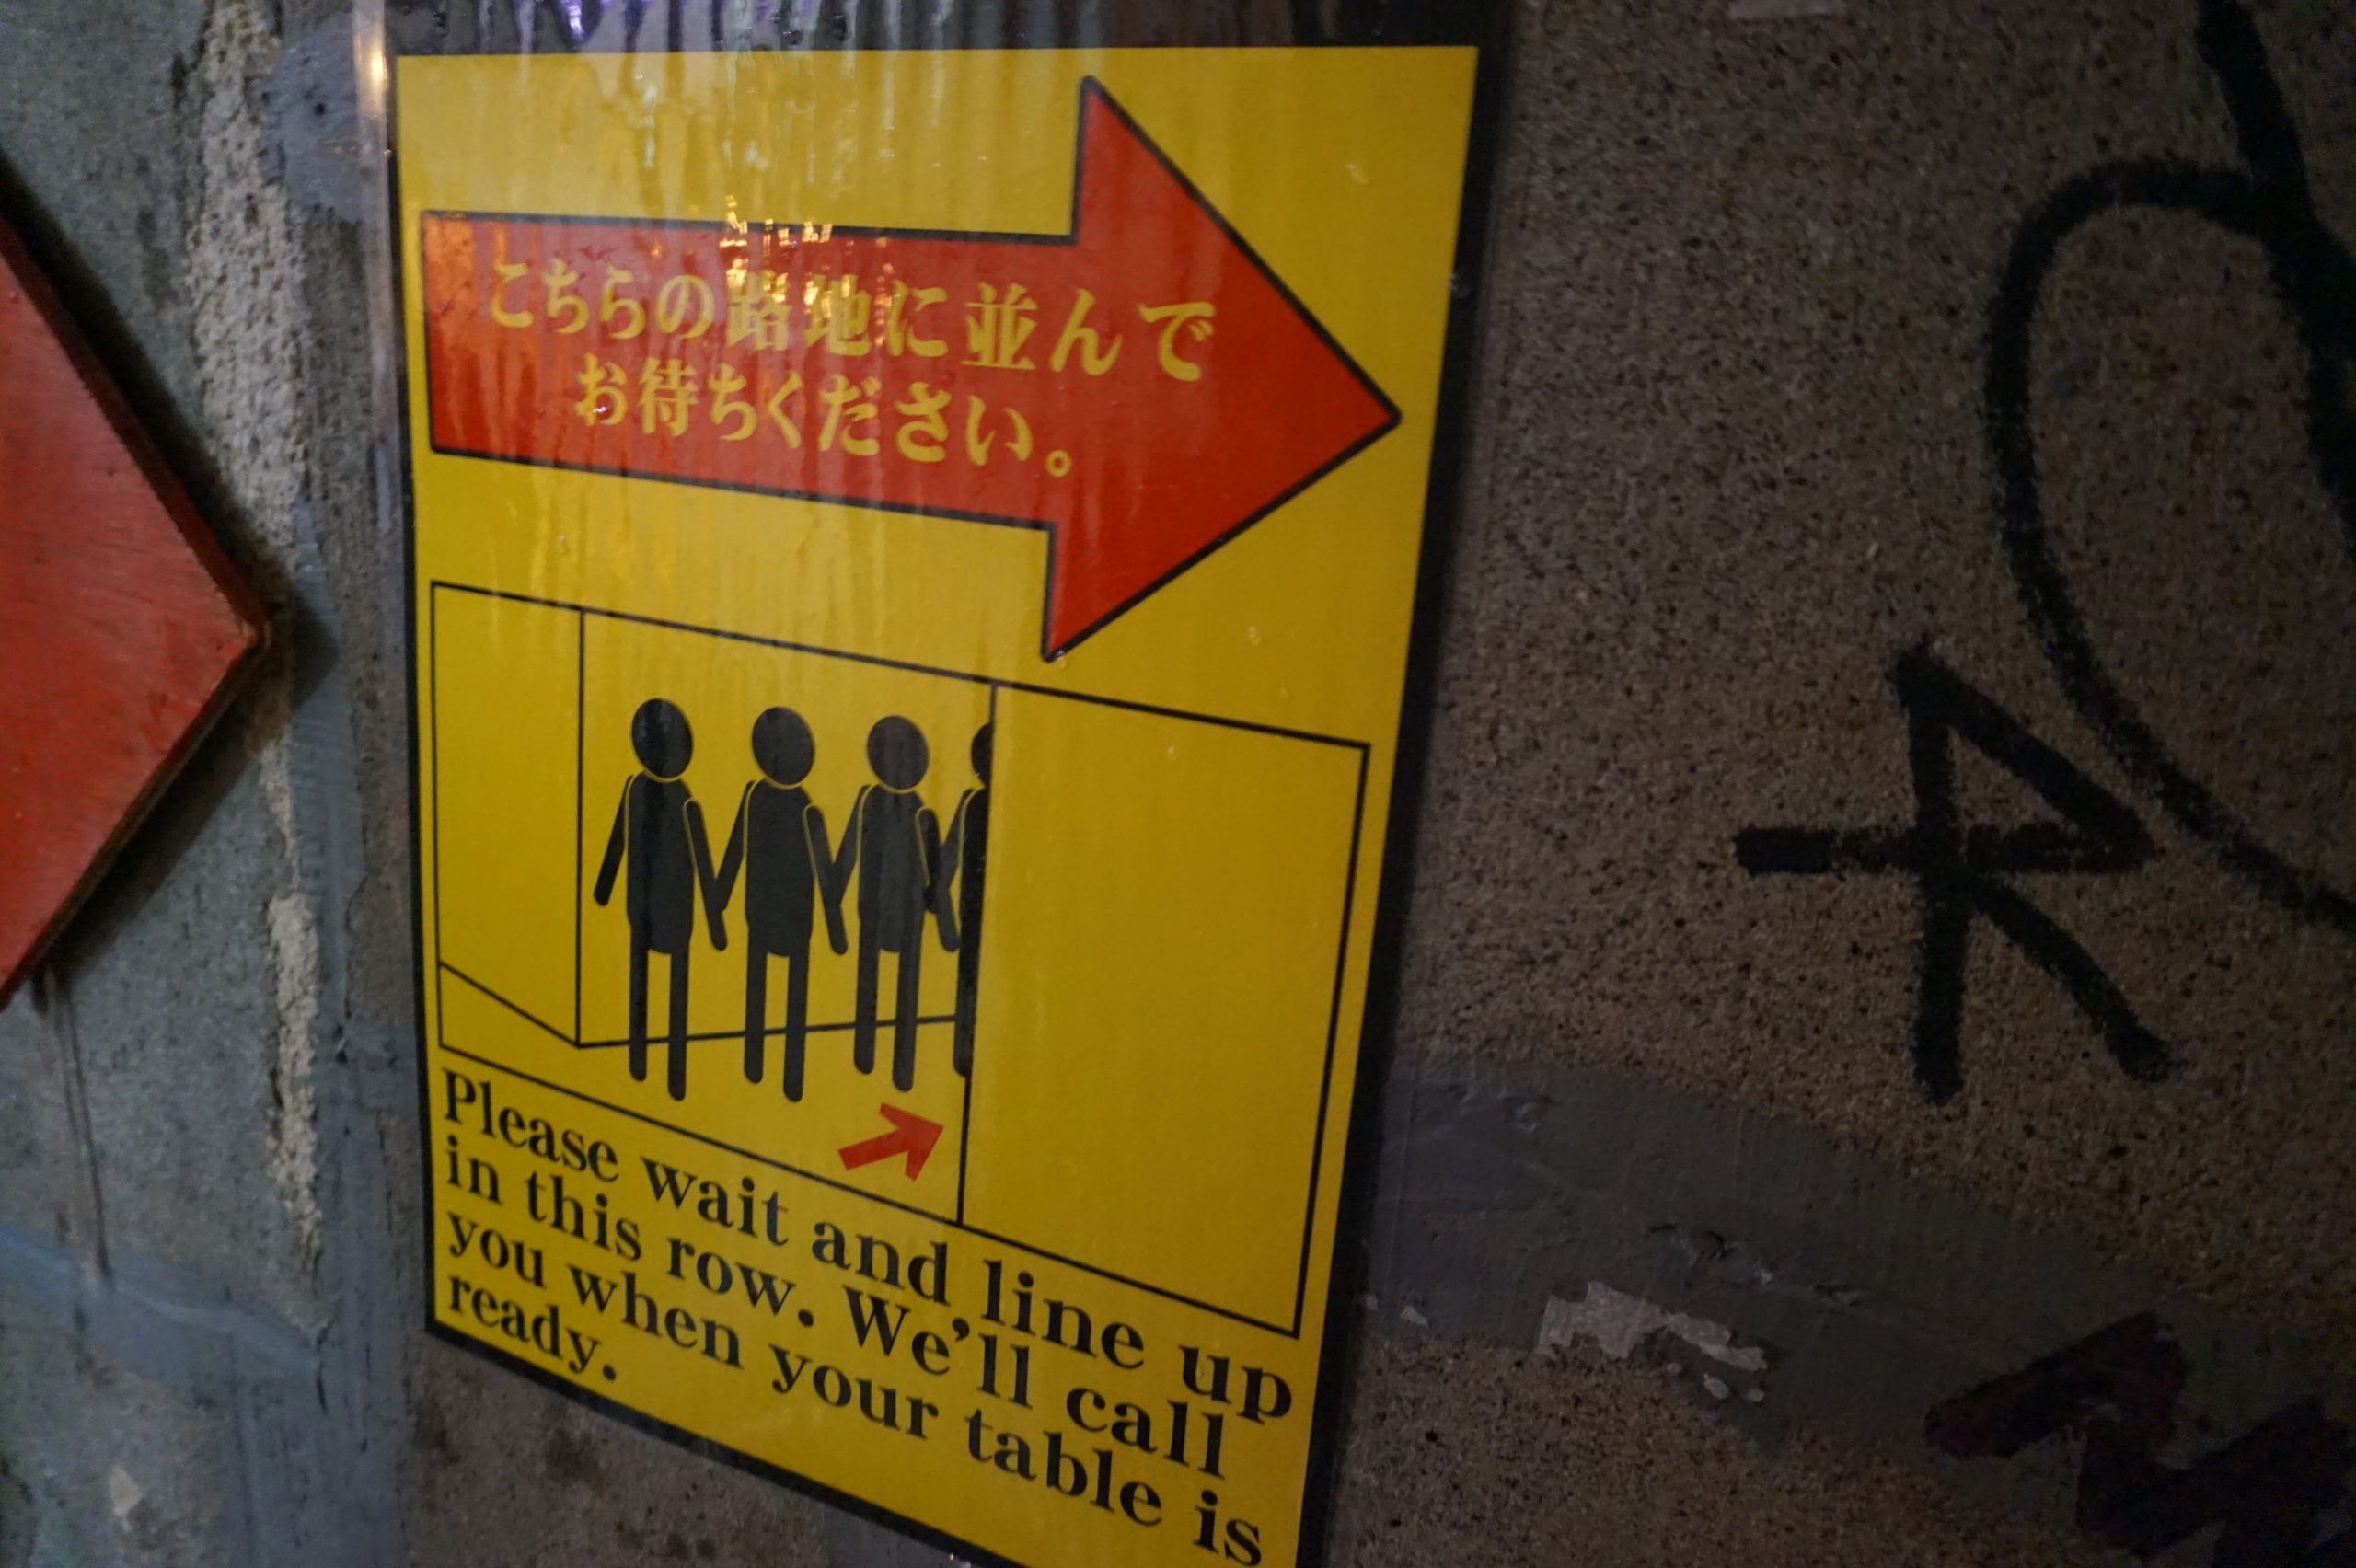 こちらの路地に並んで
お待ちください。
Please wait and line up
in this row. We'll call
you when your table is
ready.